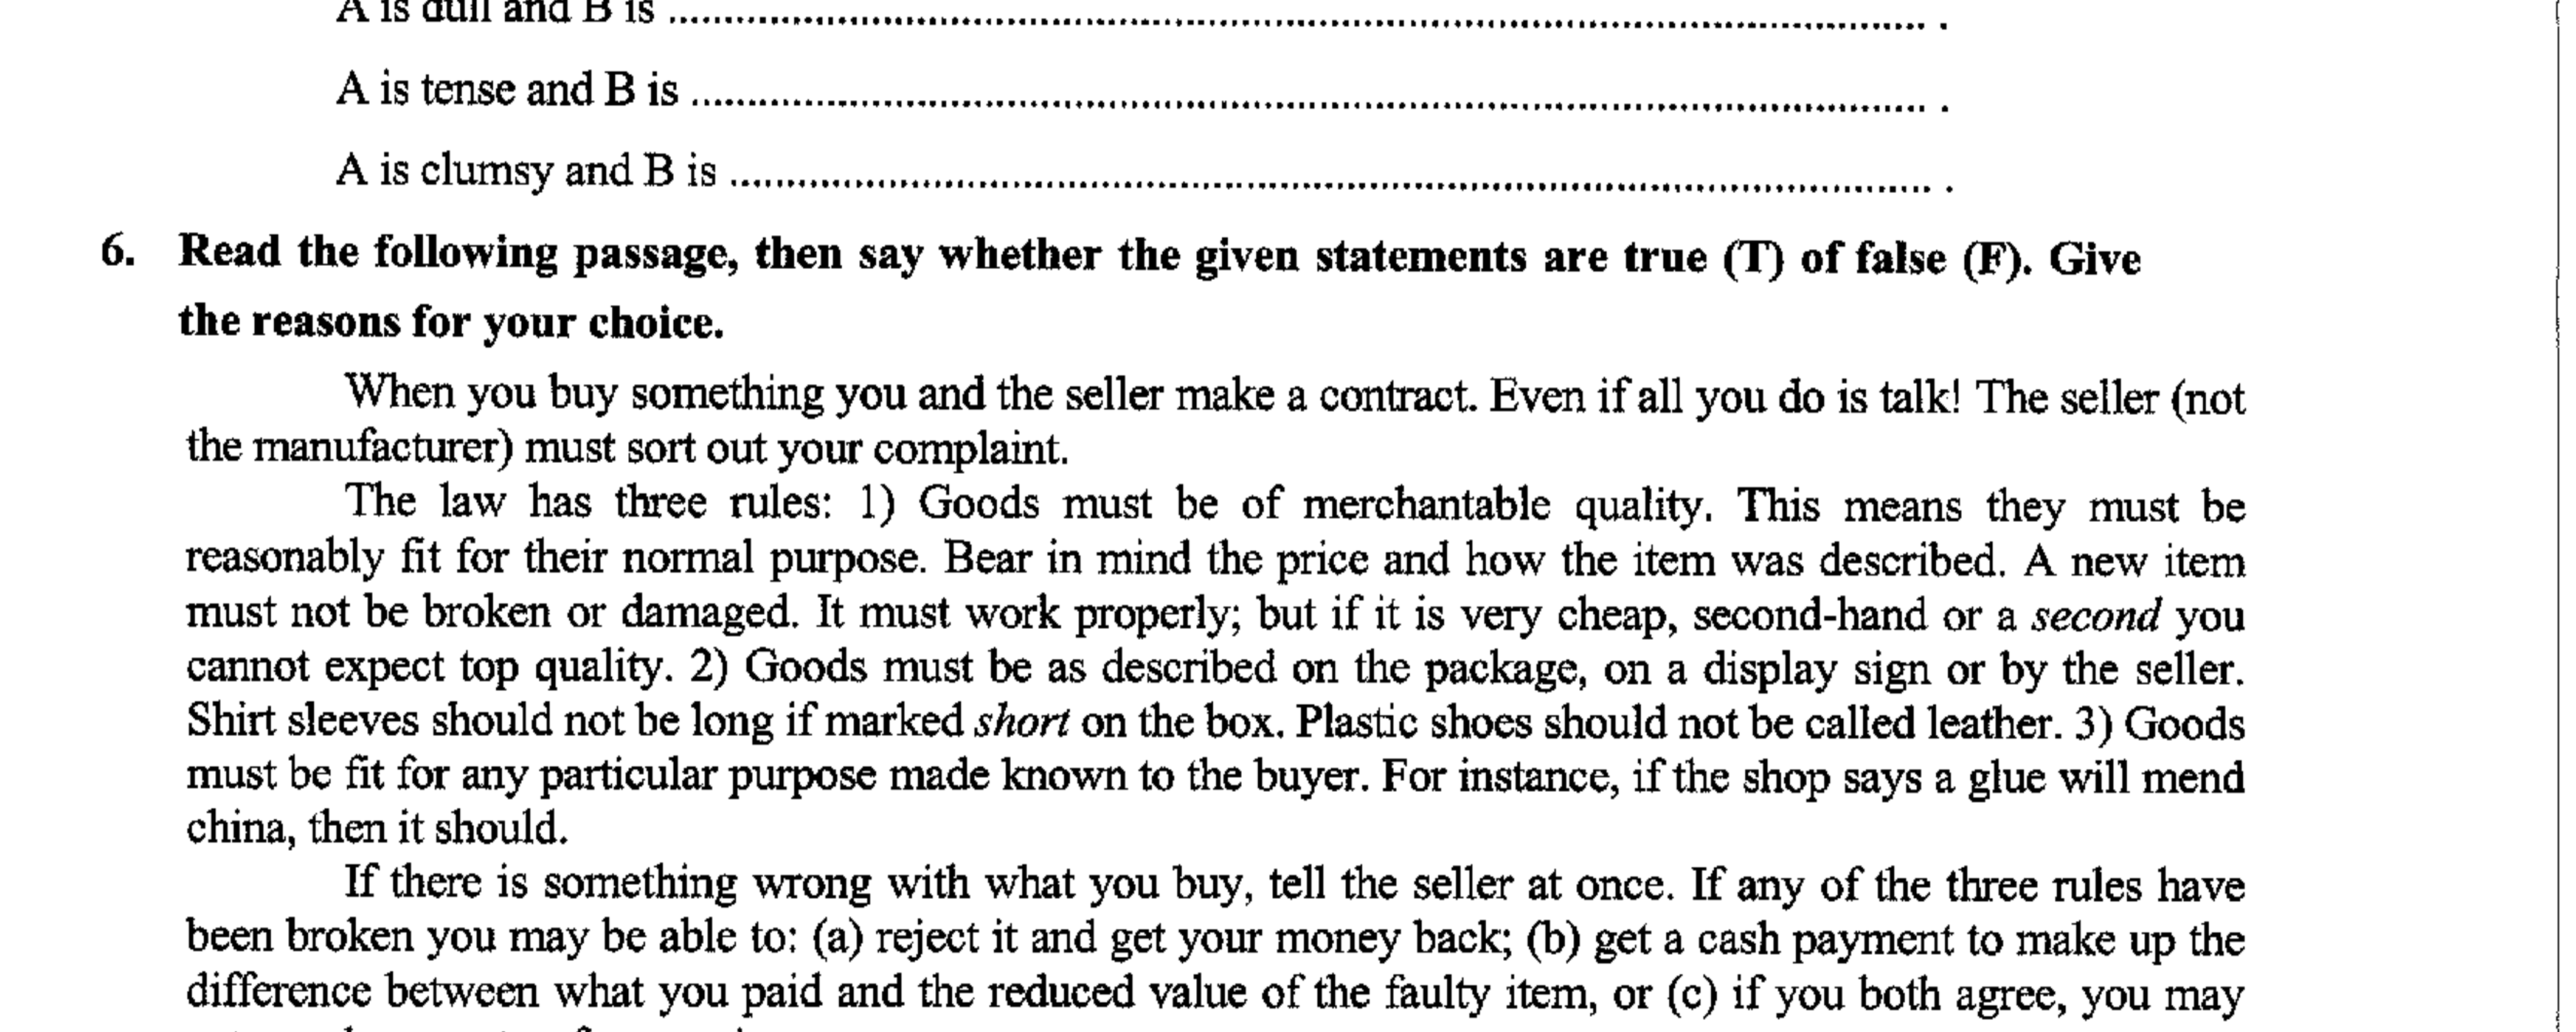 A is dull and B is ........................................................................ .
A is tense and B is ........................................................................ .
A is clumsy and B is ........................................................................ .
6. Read the following passage, then say whether the given statements are true (T) of false (F). Give
the reasons for your choice.
When you buy something you and the seller make a contract. Even if all you do is talk! The seller (not
the manufacturer) must sort out your complaint.
The law has three rules: 1) Goods must be of merchantable quality. This means they must be
reasonably fit for their normal purpose. Bear in mind the price and how the item was described. A new item
must not be broken or damaged. It must work properly; but if it is very cheap, second-hand or a second you
cannot expect top quality. 2) Goods must be as described on the package, on a display sign or by the seller.
Shirt sleeves should not be long if marked short on the box. Plastic shoes should not be called leather. 3) Goods
must be fit for any particular purpose made known to the buyer. For instance, if the shop says a glue will mend
china, then it should.
If there is something wrong with what you buy, tell the seller at once. If any of the three rules have
been broken you may be able to: (a) reject it and get your money back; (b) get a cash payment to make up the
difference between what you paid and the reduced value of the faulty item, or (c) if you both agree, you may